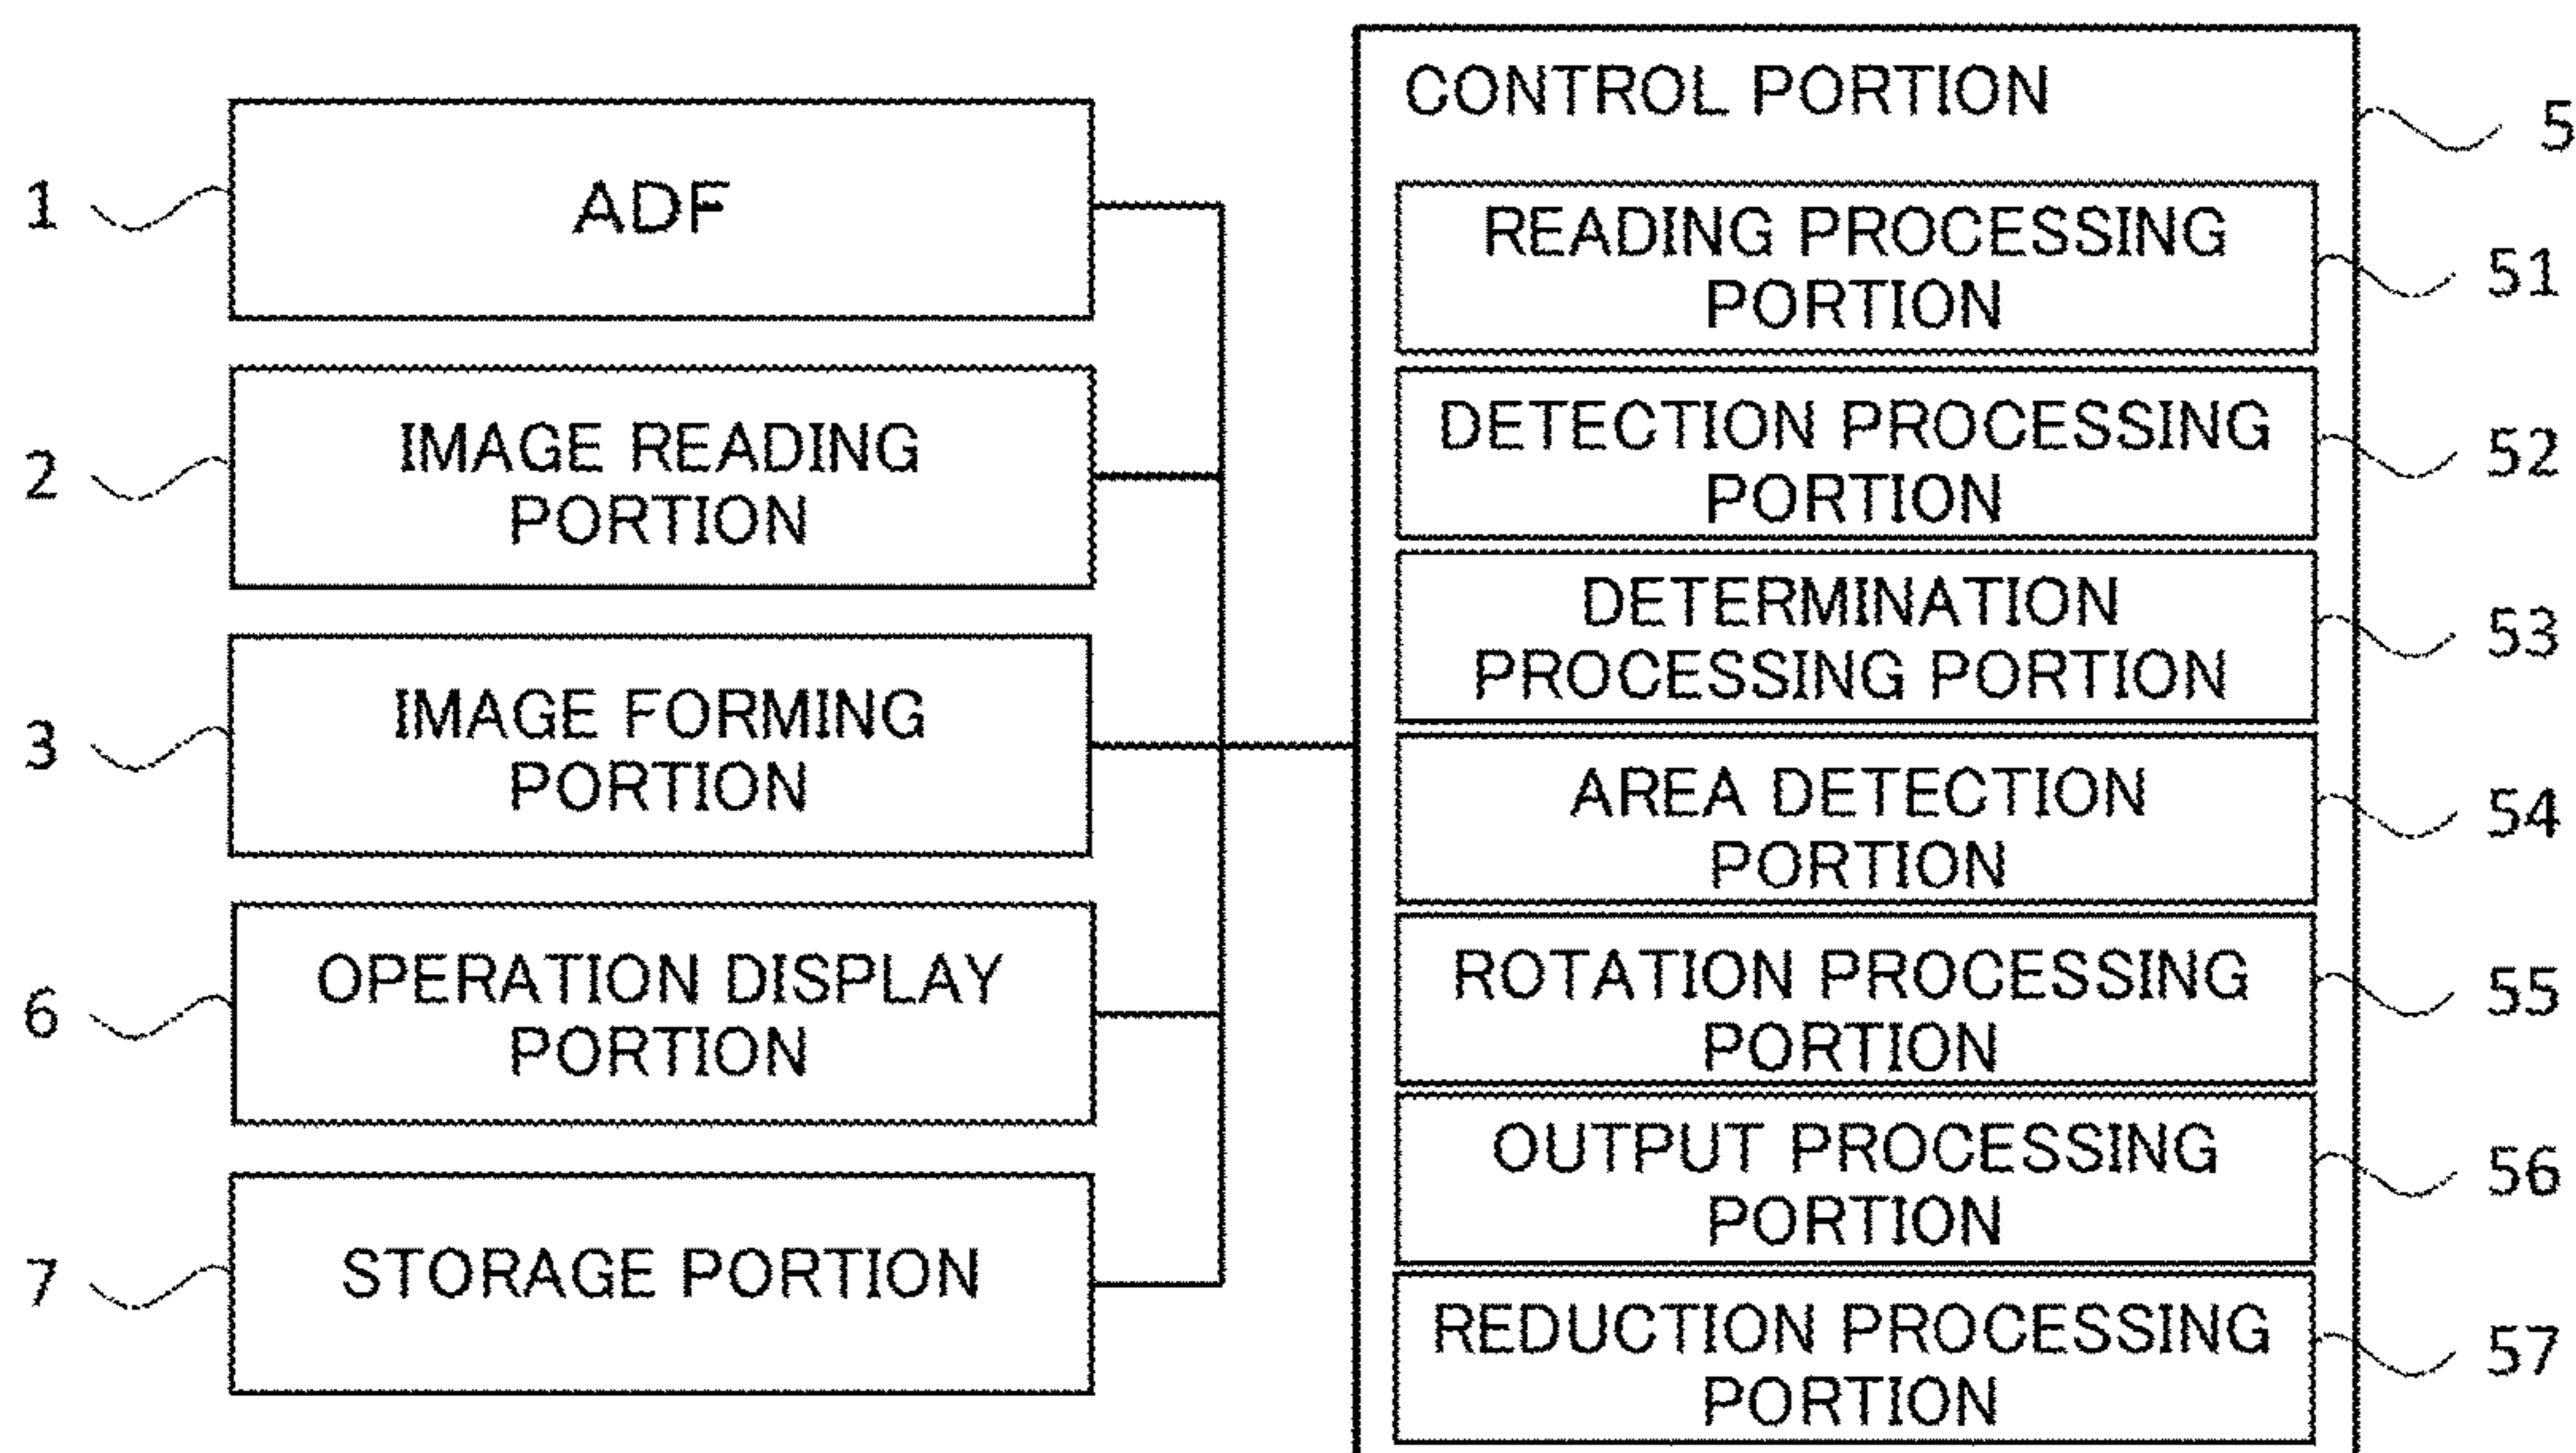 1
ADF
2
IMAGE READING
PORTION
3
IMAGE FORMING
PORTION
6
OPERATION DISPLAY
PORTION
7
STORAGE PORTION
CONTROL PORTION
5
READING PROCESSING
PORTION
51
DETECTION PROCESSING
PORTION
52
DETERMINATION
PROCESSING PORTION
53
AREA DETECTION
PORTION
54
ROTATION PROCESSING
PORTION
55
OUTPUT PROCESSING
PORTION
56
REDUCTION PROCESSING
PORTION
57